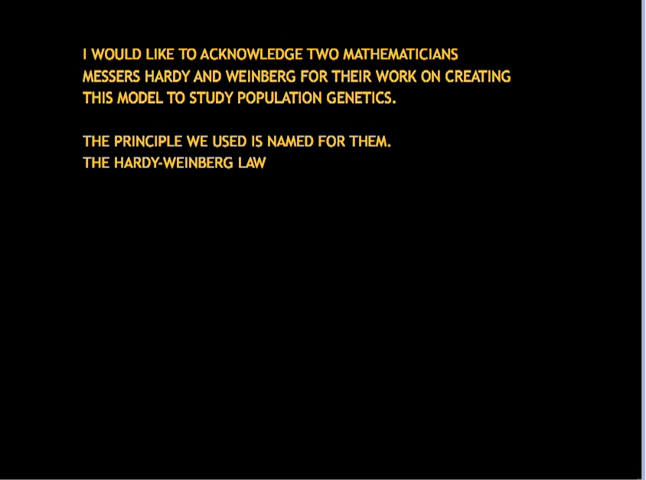 I WOULD LIKE TO ACKNOWLEDGE TWO MATHEMATICIANS
MESSERS HARDY AND WEINBERG FOR THEIR WORK ON CREATING
THIS MODEL TO STUDY POPULATION GENETICS.
THE PRINCIPLE WE USED IS NAMED FOR THEM.
THE HARDY-WEINBERG LAW